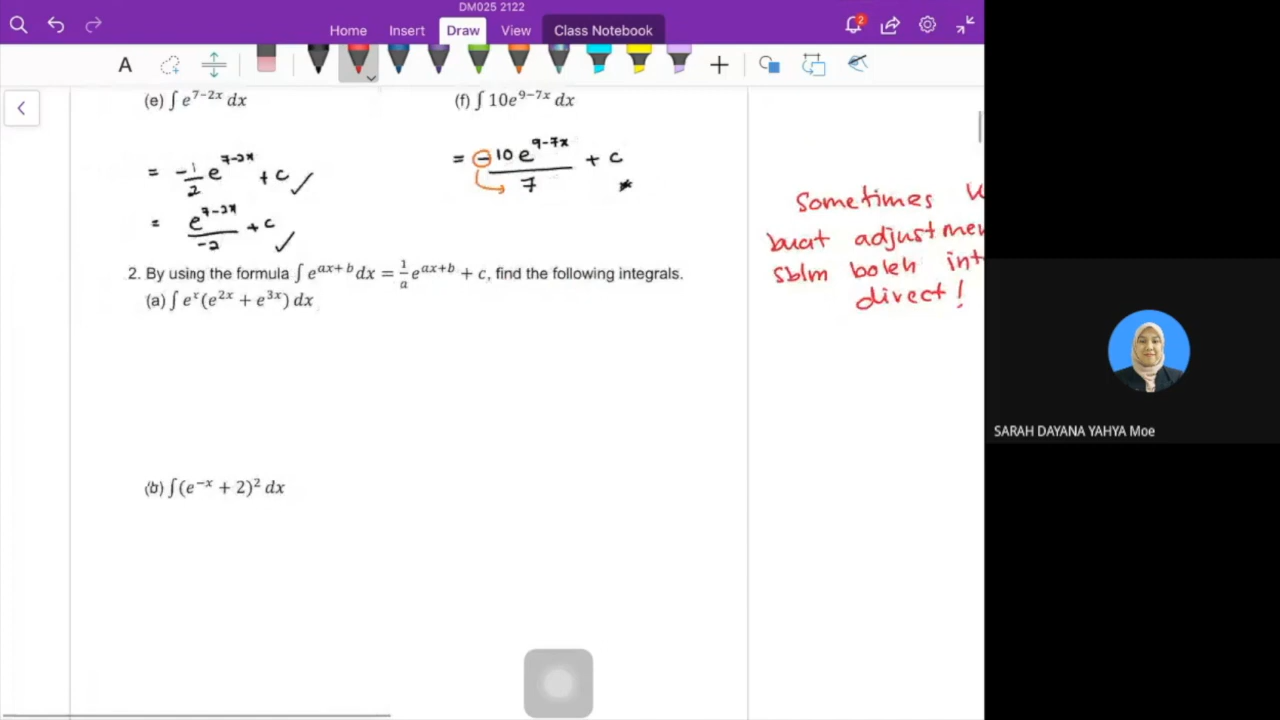 DM025 2122
Home Insert Draw View Class Notebook
2
A
(e) ∫ e^{7−2x} dx
(f) ∫ 10e^{9−7x} dx
= -1/2 e^{7-2x} + C ✓
= e^{7-2x}/-2 + C ✓
= -10e^{9-7x}/7 + C
2. By using the formula ∫ e^{ax+b} dx = 1/a e^{ax+b} + c, find the following integrals.
(a) ∫ e^x(e^{2x} + e^{3x}) dx
(b) ∫(e^{−x} + 2)² dx
Sometimes
buat
sblm boleh
direct!
SARAH DAYANA YAHYA Moe